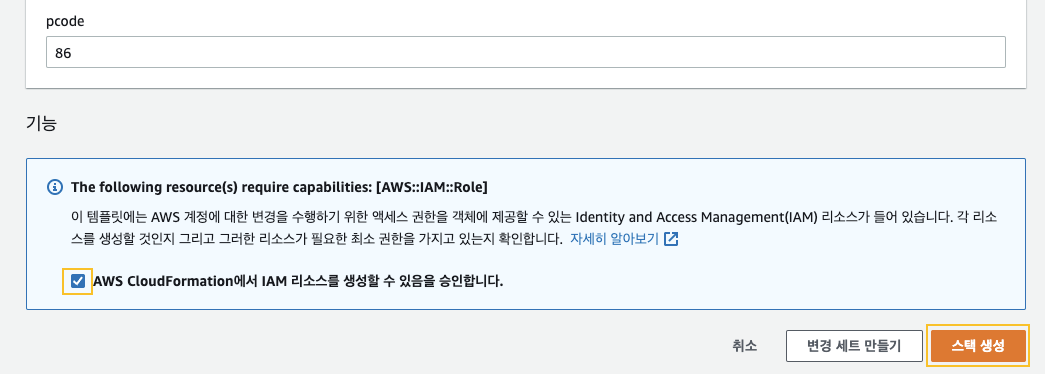 pcode
86
기능
The following resource(s) require capabilities: [AWS::IAM::Role]
이 템플릿에는 AWS 계정에 대한 변경을 수행하기 위한 액세스 권한을 객체에 제공할 수 있는 Identity and Access Management(IAM) 리소스가 들어 있습니다. 각 리소
스를 생성할 것인지 그리고 그러한 리소스가 필요한 최소 권한을 가지고 있는지 확인합니다. 자세히 알아보기
AWS CloudFormation에서 IAM 리소스를 생성할 수 있음을 승인합니다.
취소 변경 세트 만들기 스택 생성